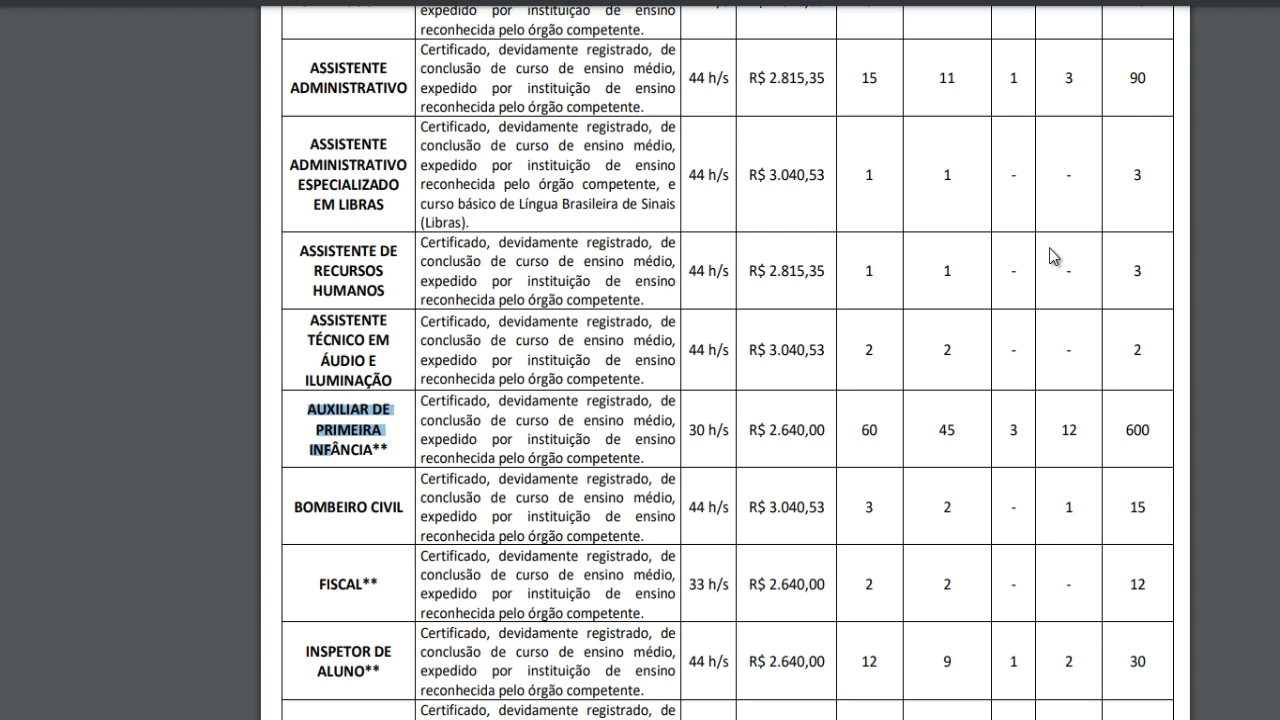 expedido por instituição de ensino
reconhecida pelo órgão competente.
ASSISTENTE
ADMINISTRATIVO
Certificado, devidamente registrado, de
conclusão de curso de ensino médio,
expedido por instituição de ensino
reconhecida pelo órgão competente.
44 h/s
R$ 2.815,35
15
11
1
3
90
ASSISTENTE
ADMINISTRATIVO
ESPECIALIZADO
EM LIBRAS
Certificado, devidamente registrado, de
conclusão de curso de ensino médio,
expedido por instituição de ensino
reconhecida pelo órgão competente, e
curso básico de Língua Brasileira de Sinais
(Libras).
44 h/s
R$ 3.040,53
1
1
-
-
3
ASSISTENTE DE
RECURSOS
HUMANOS
Certificado, devidamente registrado, de
conclusão de curso de ensino médio,
expedido por instituição de ensino
reconhecida pelo órgão competente.
44 h/s
R$ 2.815,35
1
1
-
-
3
ASSISTENTE
TÉCNICO EM
ÁUDIO E
ILUMINAÇÃO
Certificado, devidamente registrado, de
conclusão de curso de ensino médio,
expedido por instituição de ensino
reconhecida pelo órgão competente.
44 h/s
R$ 3.040,53
2
2
-
-
2
AUXILIAR DE
PRIMEIRA
INFÂNCIA**
Certificado, devidamente registrado, de
conclusão de curso de ensino médio,
expedido por instituição de ensino
reconhecida pelo órgão competente.
30 h/s
R$ 2.640,00
60
45
3
12
600
BOMBEIRO CIVIL
Certificado, devidamente registrado, de
conclusão de curso de ensino médio,
expedido por instituição de ensino
reconhecida pelo órgão competente.
44 h/s
R$ 3.040,53
3
2
-
1
15
FISCAL**
Certificado, devidamente registrado, de
conclusão de curso de ensino médio,
expedido por instituição de ensino
reconhecida pelo órgão competente.
33 h/s
R$ 2.640,00
2
2
-
-
12
INSPETOR DE
ALUNO**
Certificado, devidamente registrado, de
conclusão de curso de ensino médio,
expedido por instituição de ensino
reconhecida pelo órgão competente.
44 h/s
R$ 2.640,00
12
9
1
2
30
Certificado, devidamente registrado, de